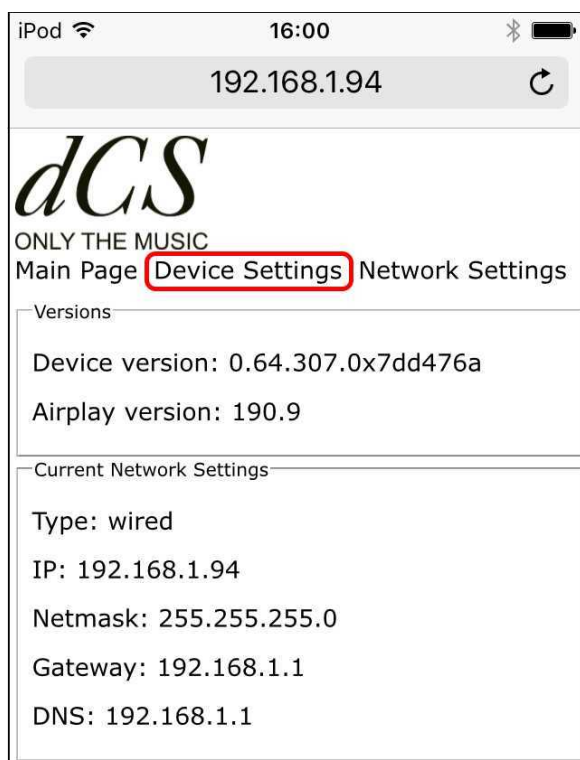 iPod 16:00
192.168.1.94
dCS
ONLY THE MUSIC
Main Page Device Settings Network Settings
Versions
Device version: 0.64.307.0x7dd476a
Airplay version: 190.9
Current Network Settings
Type: wired
IP: 192.168.1.94
Netmask: 255.255.255.0
Gateway: 192.168.1.1
DNS: 192.168.1.1